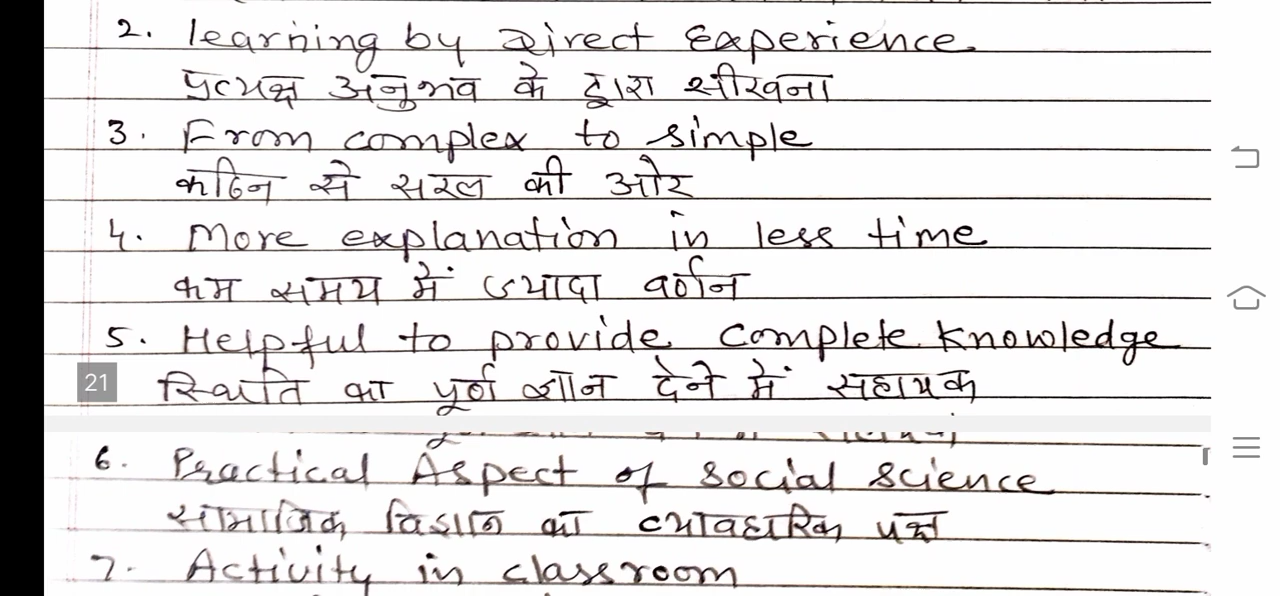 2. learning by Direct Experience
प्रत्यक्ष अनुभव के द्वारा सीखना
3. From complex to simple
कठिन से सरल की ओर
4. More explanation in less time
कम समय में ज्यादा वर्णन
5. Helpful to provide complete knowledge
21 स्थिति का पूर्ण ज्ञान देने में सहायक
6. Practical Aspect of Social Science
सामाजिक विज्ञान का व्यावहारिक पक्ष
7. Activity in classroom